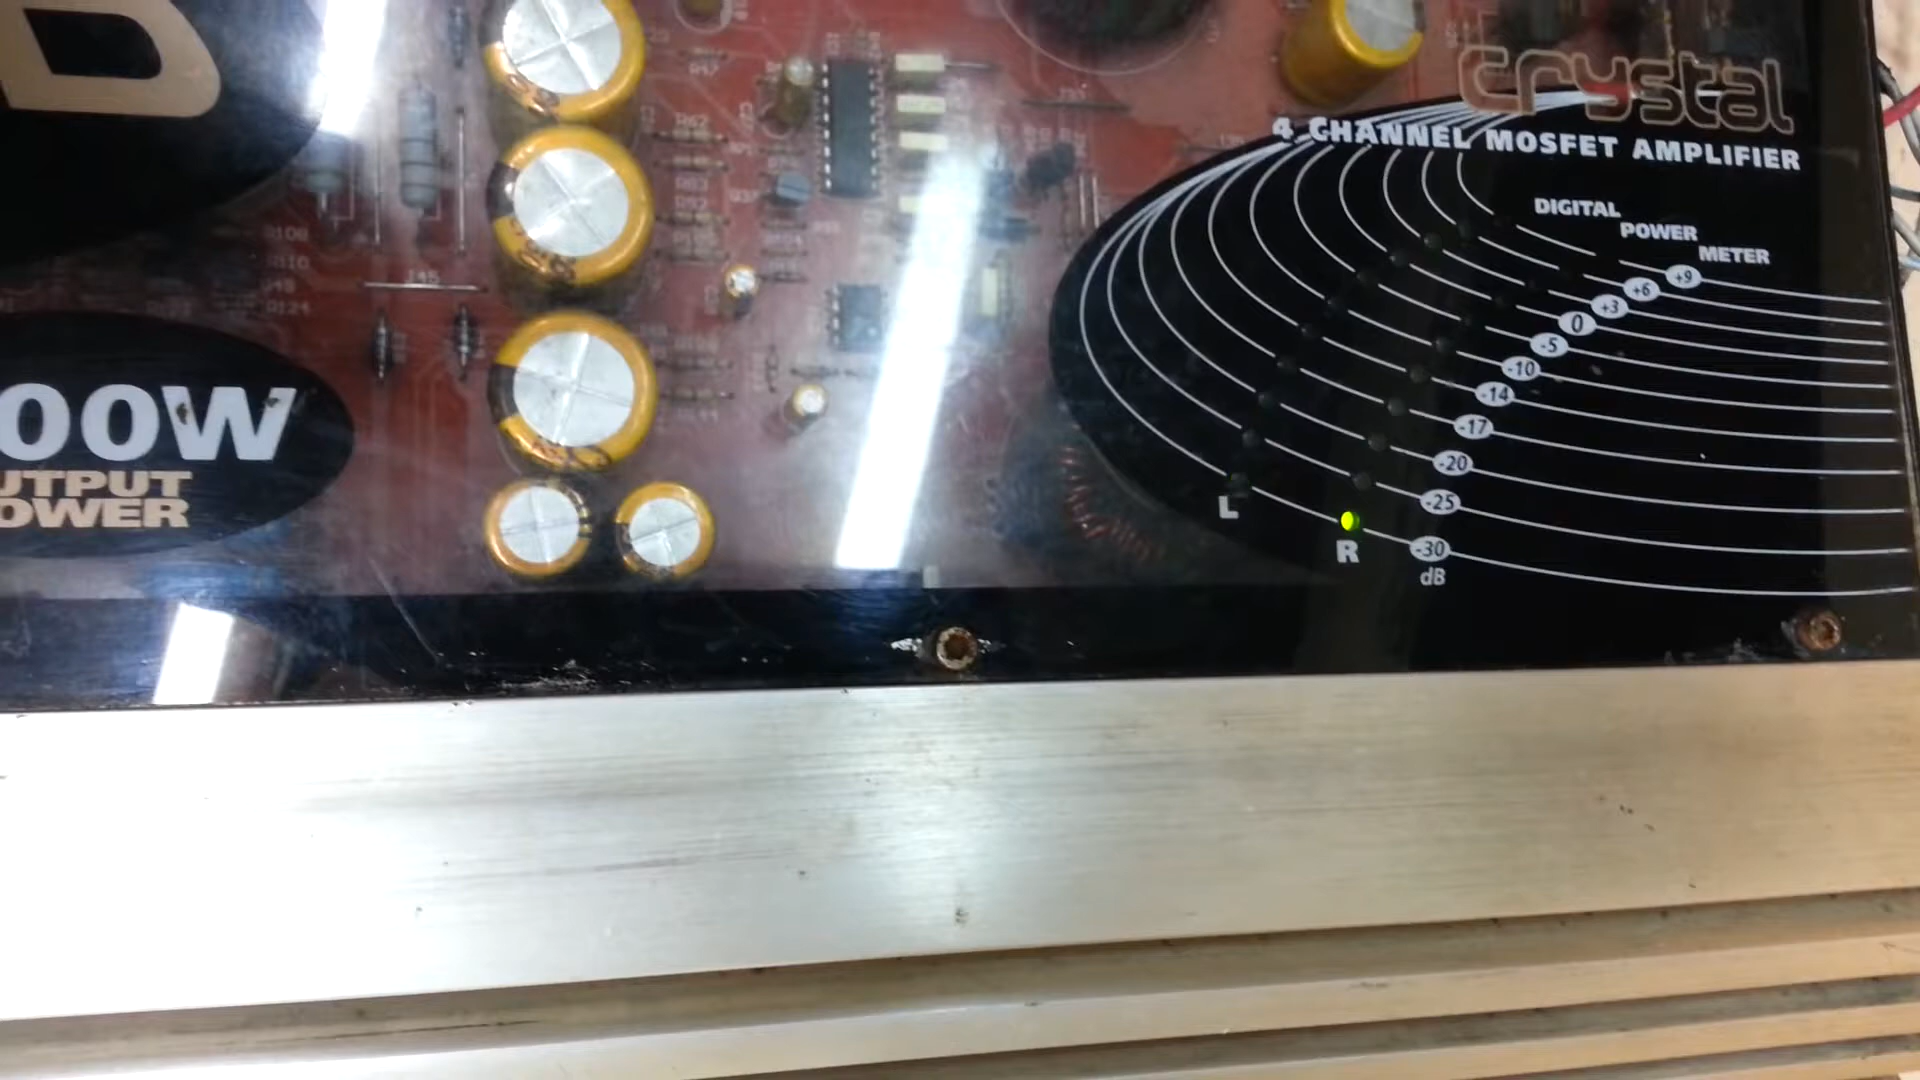 crystal
4 CHANNEL MOSFET AMPLIFIER
DIGITAL
POWER
METER
+9
+6
+3
0
-5
-10
-14
-17
-20
-25
-30
dB
L
R
00W
UTPUT
OWER
J45